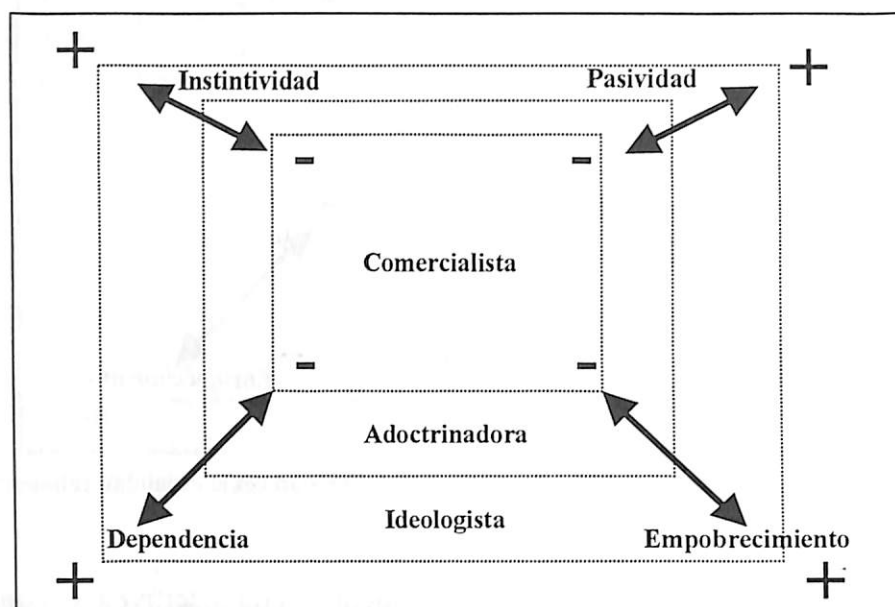 + +
Instintividad Pasividad
- -
Comercialista
- -
Adoctrinadora
Ideologista
Dependencia Empobrecimiento
+ +